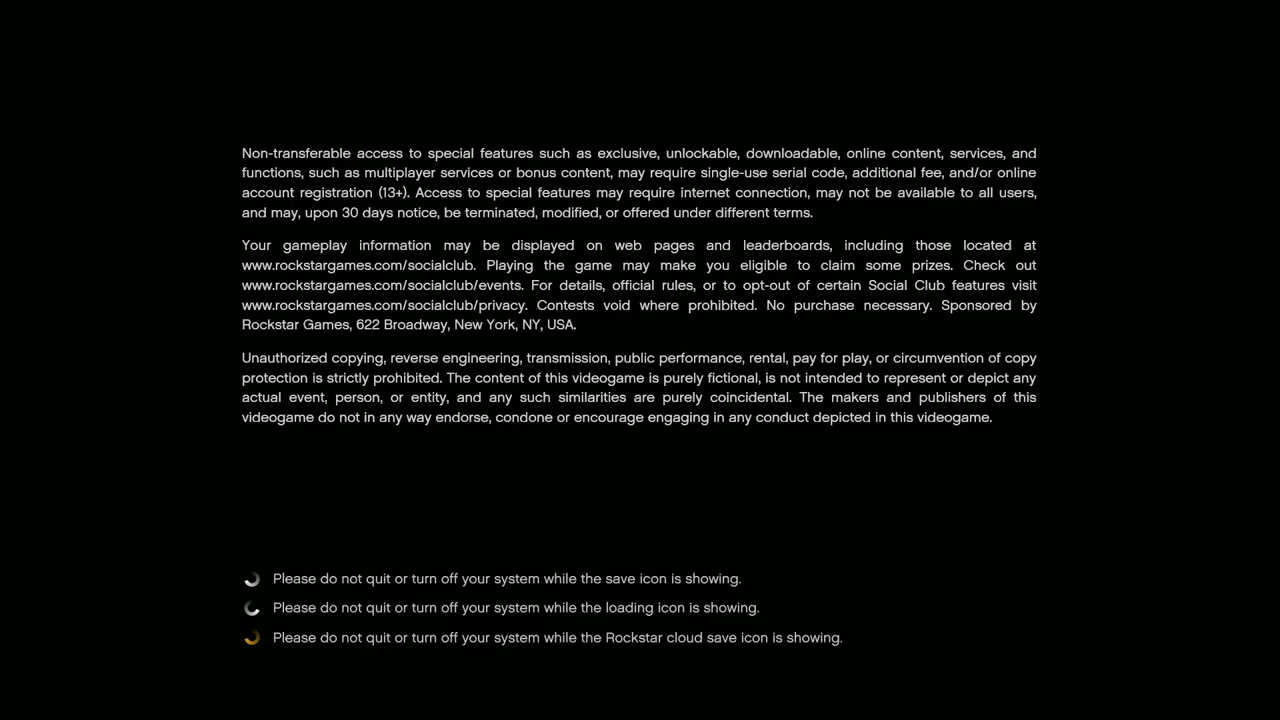 Non-transferable access to special features such as exclusive, unlockable, downloadable, online content, services, and
functions, such as multiplayer services or bonus content, may require single-use serial code, additional fee, and/or online
account registration (13+). Access to special features may require internet connection, may not be available to all users,
and may, upon 30 days notice, be terminated, modified, or offered under different terms.
Your gameplay information may be displayed on web pages and leaderboards, including those located at
www.rockstargames.com/socialclub. Playing the game may make you eligible to claim some prizes. Check out
www.rockstargames.com/socialclub/events. For details, official rules, or to opt-out of certain Social Club features visit
www.rockstargames.com/socialclub/privacy. Contests void where prohibited. No purchase necessary. Sponsored by
Rockstar Games, 622 Broadway, New York, NY, USA.
Unauthorized copying, reverse engineering, transmission, public performance, rental, pay for play, or circumvention of copy
protection is strictly prohibited. The content of this videogame is purely fictional, is not intended to represent or depict any
actual event, person, or entity, and any such similarities are purely coincidental. The makers and publishers of this
videogame do not in any way endorse, condone or encourage engaging in any conduct depicted in this videogame.
Please do not quit or turn off your system while the save icon is showing.
Please do not quit or turn off your system while the loading icon is showing.
Please do not quit or turn off your system while the Rockstar cloud save icon is showing.